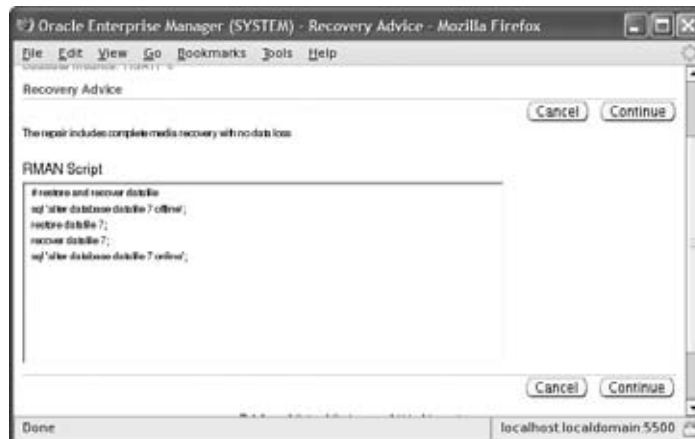 Oracle Enterprise Manager (SYSTEM) - Recovery Advice - Mozilla Firefox
File Edit View Go Bookmarks Tools Help
Database Instance:
Recovery Advice
Cancel Continue
The repair includes complete media recovery with no data loss
RMAN Script
# restore and recover datafile
sql 'alter database datafile 7 offline';
restore datafile 7;
recover datafile 7;
sql 'alter database datafile 7 online';
Cancel Continue
Done localhost.localdomain:5500